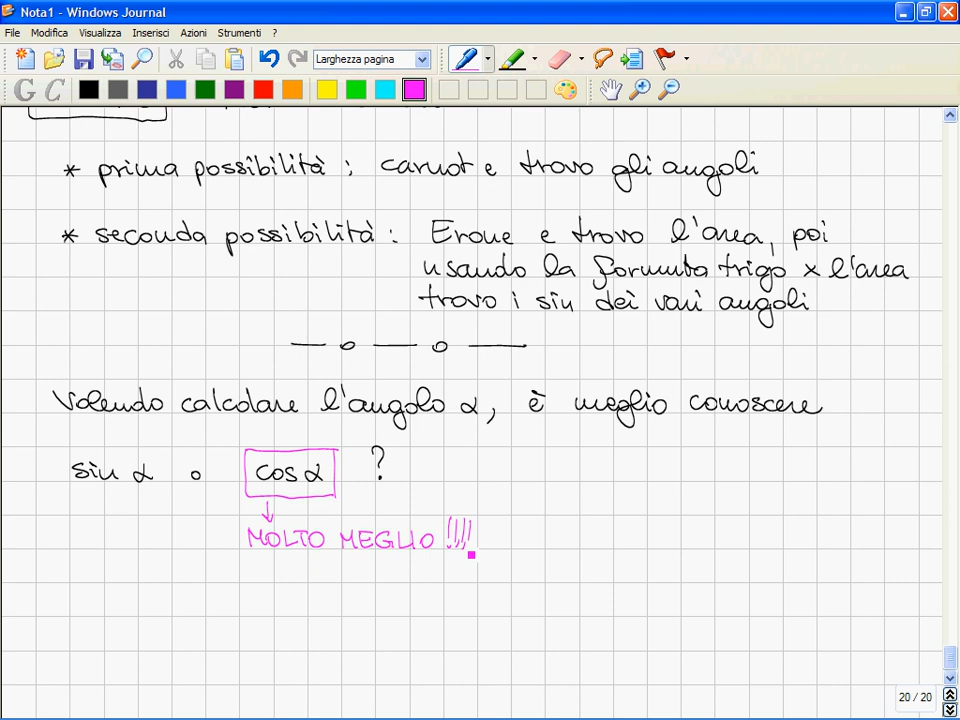 Nota1 - Windows Journal
File Modifica Visualizza Inserisci Azioni Strumenti ?
Larghezza pagina
G C
* prima possibilità : carnot e trovo gli angoli
* seconda possibilità : Erone e trovo l'area, poi
usando la formula trigo x l'area
trovo i sin dei vari angoli
Volendo calcolare l'angolo α, è meglio conoscere
sin α o cos α ?
MOLTO MEGLIO !!!!
20 / 20